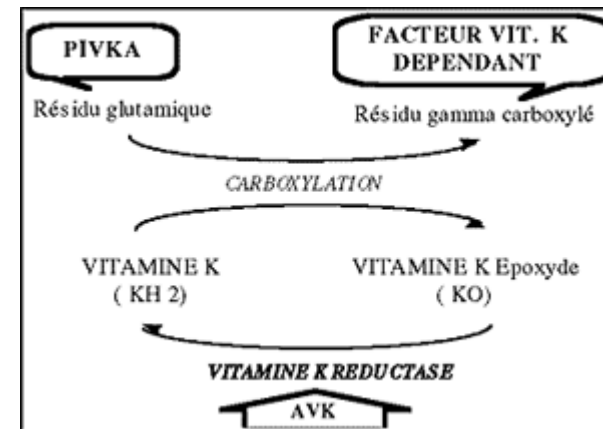 PIVKA
FACTEUR VIT. K
DEPENDANT
Résidu glutamique
Résidu gamma carboxylé
CARBOXYLATION
VITAMINE K
( KH 2)
VITAMINE K Epoxyde
( KO)
VITAMINE K REDUCTASE
AVK